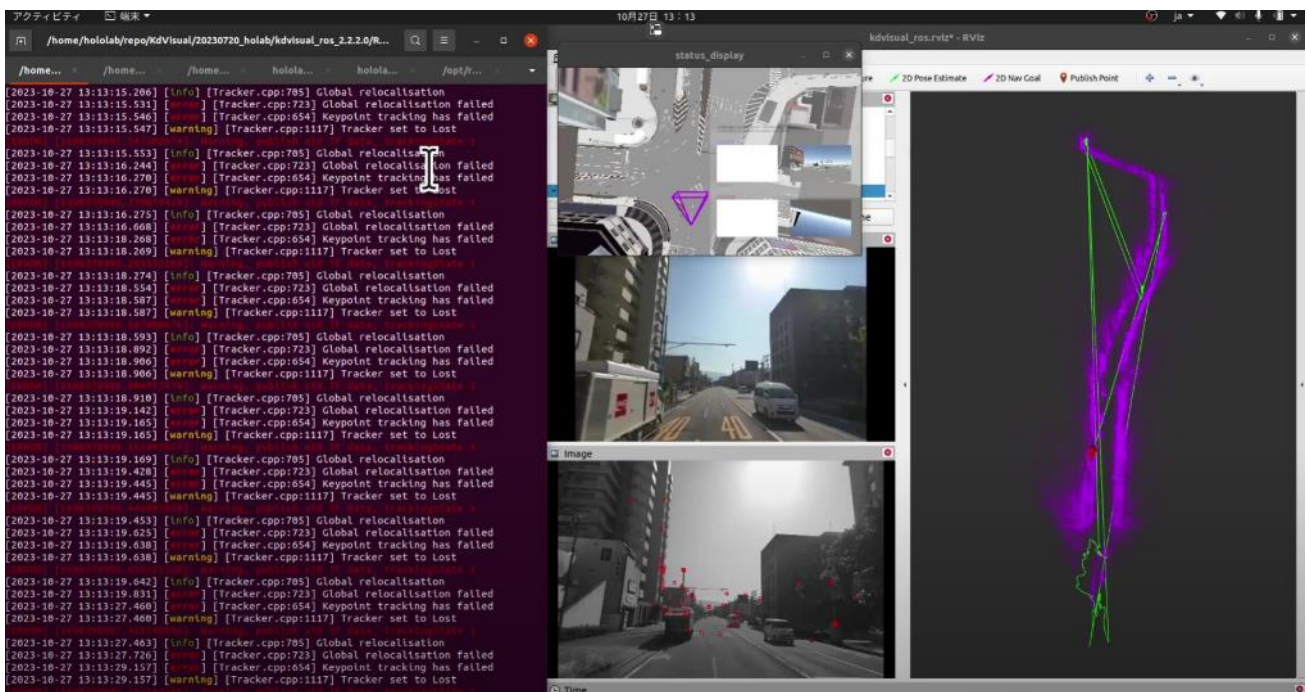 アクティビティ 端末 10月27日 13：13 ja
/home/hololab/repo/KdVisual/20230720_holab/kdvisual_ros_2.2.2.0/R...
/home... /home... /home... holola... holola... /opt/r...
[2023-10-27 13:13:15.206] [info] [Tracker.cpp:705] Global relocalisation
[2023-10-27 13:13:15.531] [error] [Tracker.cpp:723] Global relocalisation failed
[2023-10-27 13:13:15.546] [error] [Tracker.cpp:654] Keypoint tracking has failed
[2023-10-27 13:13:15.547] [warning] [Tracker.cpp:1117] Tracker set to Lost
[2023-10-27 13:13:15.553] [info] [Tracker.cpp:705] Global relocalisation
[2023-10-27 13:13:16.244] [error] [Tracker.cpp:723] Global relocalisation failed
[2023-10-27 13:13:16.270] [error] [Tracker.cpp:654] Keypoint tracking has failed
[2023-10-27 13:13:16.270] [warning] [Tracker.cpp:1117] Tracker set to Lost
[2023-10-27 13:13:16.275] [info] [Tracker.cpp:705] Global relocalisation
[2023-10-27 13:13:16.668] [error] [Tracker.cpp:723] Global relocalisation failed
[2023-10-27 13:13:18.268] [error] [Tracker.cpp:654] Keypoint tracking has failed
[2023-10-27 13:13:18.269] [warning] [Tracker.cpp:1117] Tracker set to Lost
[2023-10-27 13:13:18.274] [info] [Tracker.cpp:705] Global relocalisation
[2023-10-27 13:13:18.554] [error] [Tracker.cpp:723] Global relocalisation failed
[2023-10-27 13:13:18.587] [error] [Tracker.cpp:654] Keypoint tracking has failed
[2023-10-27 13:13:18.587] [warning] [Tracker.cpp:1117] Tracker set to Lost
[2023-10-27 13:13:18.593] [info] [Tracker.cpp:705] Global relocalisation
[2023-10-27 13:13:18.892] [error] [Tracker.cpp:723] Global relocalisation failed
[2023-10-27 13:13:18.906] [error] [Tracker.cpp:654] Keypoint tracking has failed
[2023-10-27 13:13:18.906] [warning] [Tracker.cpp:1117] Tracker set to Lost
[2023-10-27 13:13:18.910] [info] [Tracker.cpp:705] Global relocalisation
[2023-10-27 13:13:19.142] [error] [Tracker.cpp:723] Global relocalisation failed
[2023-10-27 13:13:19.165] [error] [Tracker.cpp:654] Keypoint tracking has failed
[2023-10-27 13:13:19.165] [warning] [Tracker.cpp:1117] Tracker set to Lost
[2023-10-27 13:13:19.169] [info] [Tracker.cpp:705] Global relocalisation
[2023-10-27 13:13:19.428] [error] [Tracker.cpp:723] Global relocalisation failed
[2023-10-27 13:13:19.445] [error] [Tracker.cpp:654] Keypoint tracking has failed
[2023-10-27 13:13:19.445] [warning] [Tracker.cpp:1117] Tracker set to Lost
[2023-10-27 13:13:19.453] [info] [Tracker.cpp:705] Global relocalisation
[2023-10-27 13:13:19.625] [error] [Tracker.cpp:723] Global relocalisation failed
[2023-10-27 13:13:19.638] [error] [Tracker.cpp:654] Keypoint tracking has failed
[2023-10-27 13:13:19.638] [warning] [Tracker.cpp:1117] Tracker set to Lost
[2023-10-27 13:13:19.642] [info] [Tracker.cpp:705] Global relocalisation
[2023-10-27 13:13:19.831] [error] [Tracker.cpp:723] Global relocalisation failed
[2023-10-27 13:13:27.460] [error] [Tracker.cpp:654] Keypoint tracking has failed
[2023-10-27 13:13:27.460] [warning] [Tracker.cpp:1117] Tracker set to Lost
[2023-10-27 13:13:27.463] [info] [Tracker.cpp:705] Global relocalisation
[2023-10-27 13:13:27.726] [error] [Tracker.cpp:723] Global relocalisation failed
[2023-10-27 13:13:29.157] [error] [Tracker.cpp:654] Keypoint tracking has failed
[2023-10-27 13:13:29.157] [warning] [Tracker.cpp:1117] Tracker set to Lost
status_display
kdvisual_ros.rviz* - RViz
2D Pose Estimate 2D Nav Goal Publish Point
40 40
Image
Time